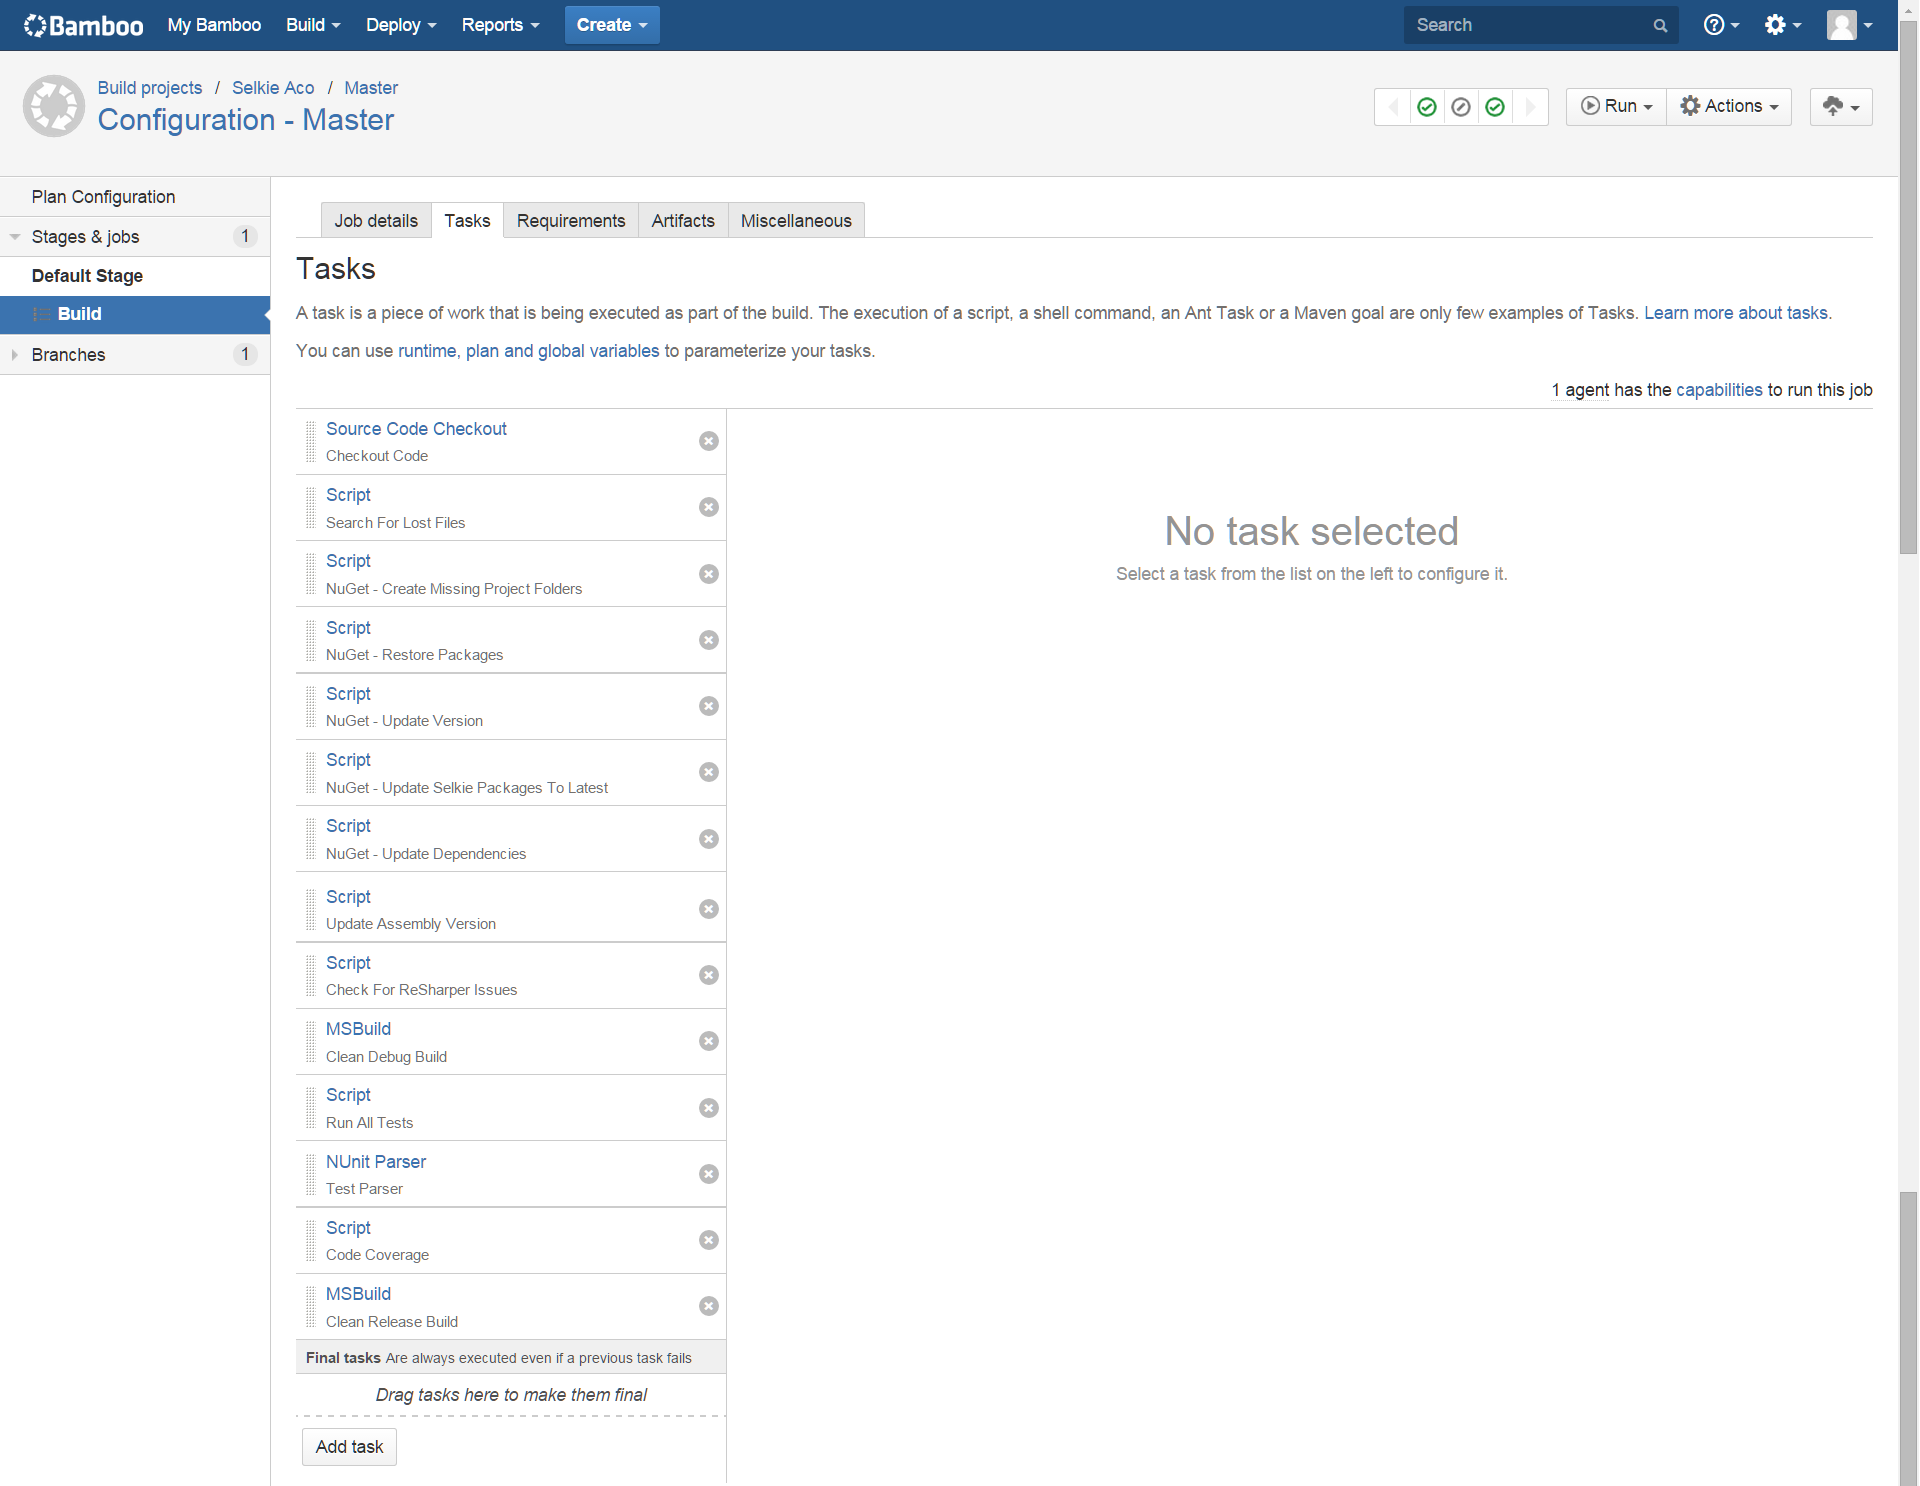 Bamboo My Bamboo Build Deploy Reports Create Search
Build projects / Selkie Aco / Master
Configuration - Master
Run Actions
Plan Configuration
Stages & jobs 1
Default Stage
Build
Branches 1
Job details Tasks Requirements Artifacts Miscellaneous
Tasks
A task is a piece of work that is being executed as part of the build. The execution of a script, a shell command, an Ant Task or a Maven goal are only few examples of Tasks. Learn more about tasks.
You can use runtime, plan and global variables to parameterize your tasks.
1 agent has the capabilities to run this job
Source Code Checkout
Checkout Code
Script
Search For Lost Files
Script
NuGet - Create Missing Project Folders
Script
NuGet - Restore Packages
Script
NuGet - Update Version
Script
NuGet - Update Selkie Packages To Latest
Script
NuGet - Update Dependencies
Script
Update Assembly Version
Script
Check For ReSharper Issues
MSBuild
Clean Debug Build
Script
Run All Tests
NUnit Parser
Test Parser
Script
Code Coverage
MSBuild
Clean Release Build
Final tasks Are always executed even if a previous task fails
Drag tasks here to make them final
Add task
No task selected
Select a task from the list on the left to configure it.